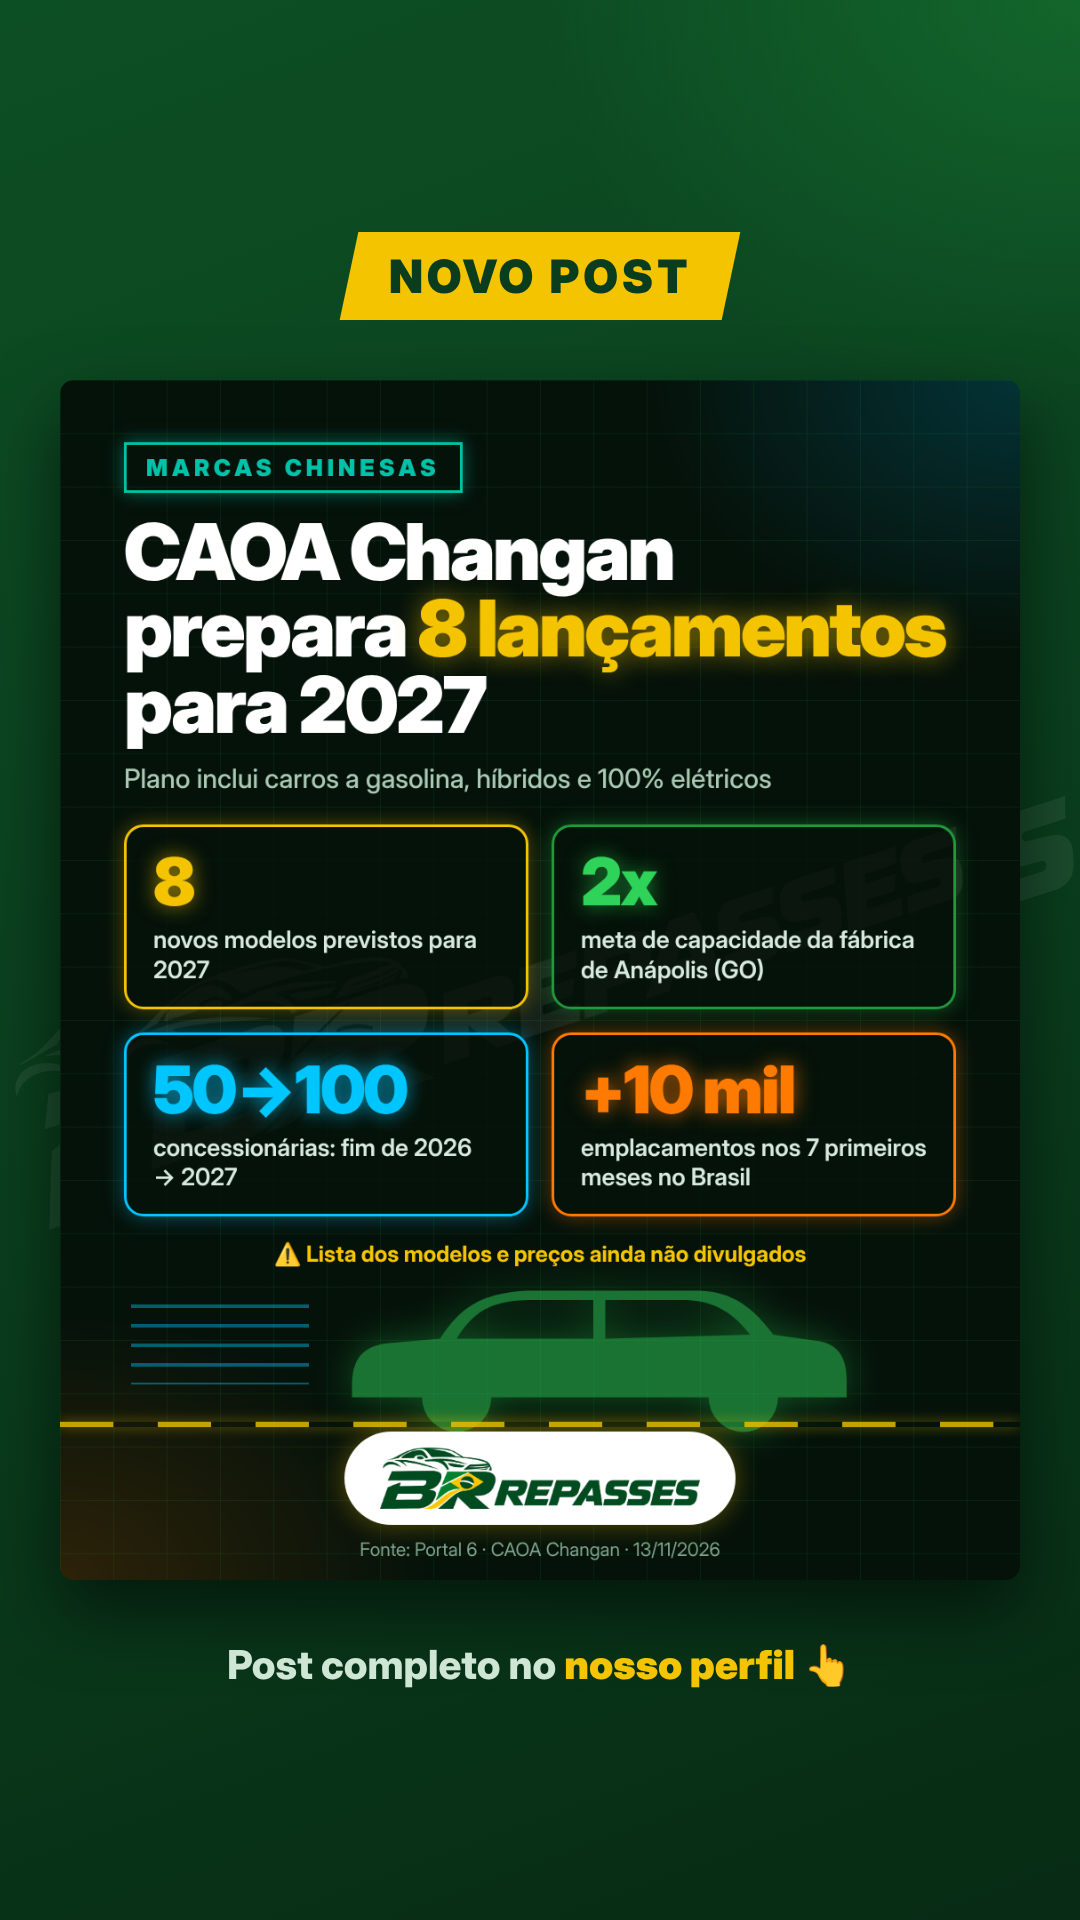 NOVO POST
MARCAS CHINESAS
CAOA Changan
prepara 8 lançamentos
para 2027
Plano inclui carros a gasolina, híbridos e 100% elétricos
8
novos modelos previstos para
2027
2x
meta de capacidade da fábrica
de Anápolis (GO)
50→100
concessionárias: fim de 2026
→ 2027
+10 mil
emplacamentos nos 7 primeiros
meses no Brasil
⚠️ Lista dos modelos e preços ainda não divulgados
BR REPASSES
Fonte: Portal 6 · CAOA Changan · 13/11/2026
Post completo no nosso perfil 👆